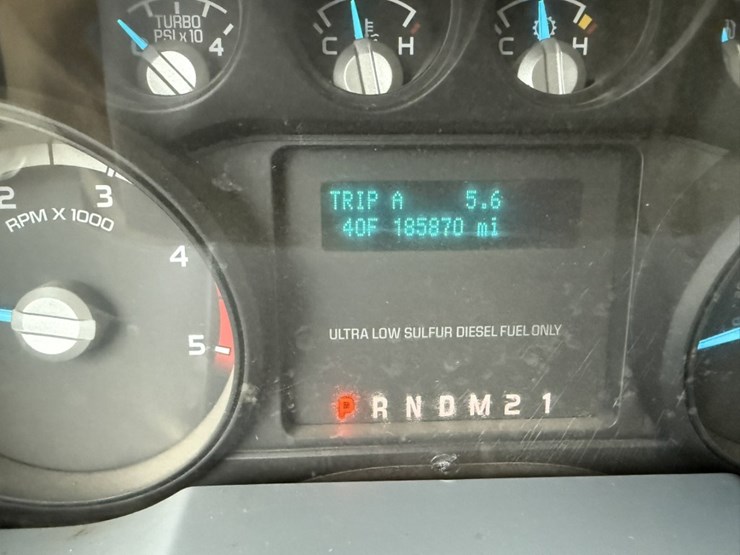 TURBO
PSI x 10
4
C H
C H
2 3
RPM X 1000
4
5
TRIP A 5.6
40F 185870 mi
ULTRA LOW SULFUR DIESEL FUEL ONLY
P R N D M 2 1